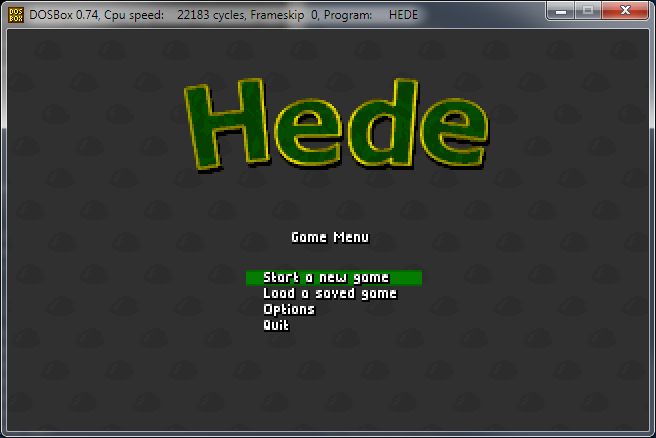 DOSBox 0.74, Cpu speed: 22183 cycles, Frameskip 0, Program: HEDE
Hede
Game Menu
Start a new game
Load a saved game
Options
Quit